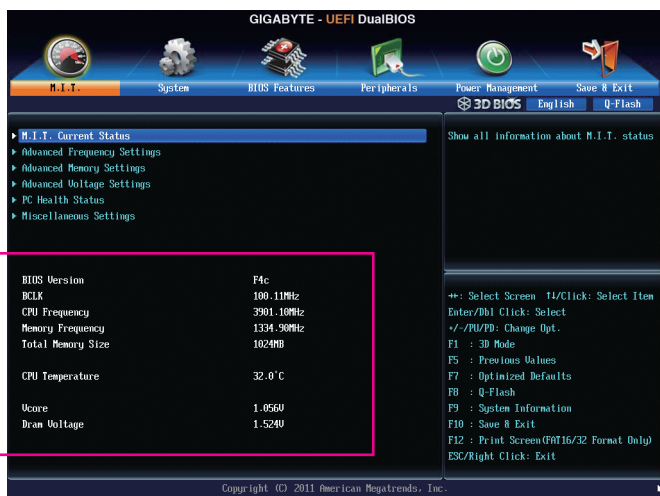 GIGABYTE - UEFI DualBIOS
M.I.T.
System
BIOS Features
Peripherals
Power Management
Save & Exit
3D BIOS
English
Q-Flash
M.I.T. Current Status
Advanced Frequency Settings
Advanced Memory Settings
Advanced Voltage Settings
PC Health Status
Miscellaneous Settings
BIOS Version F4c
BCLK 100.11MHz
CPU Frequency 3901.10MHz
Memory Frequency 1334.90MHz
Total Memory Size 1024MB
CPU Temperature 32.0°C
Vcore 1.056V
Dram Voltage 1.524V
Show all information about M.I.T. status
→←: Select Screen ↑↓/Click: Select Item
Enter/Dbl Click: Select
+/-/PU/PD: Change Opt.
F1 : 3D Mode
F5 : Previous Values
F7 : Optimized Defaults
F8 : Q-Flash
F9 : System Information
F10 : Save & Exit
F12 : Print Screen(FAT16/32 Format Only)
ESC/Right Click: Exit
Copyright (C) 2011 American Megatrends, Inc.